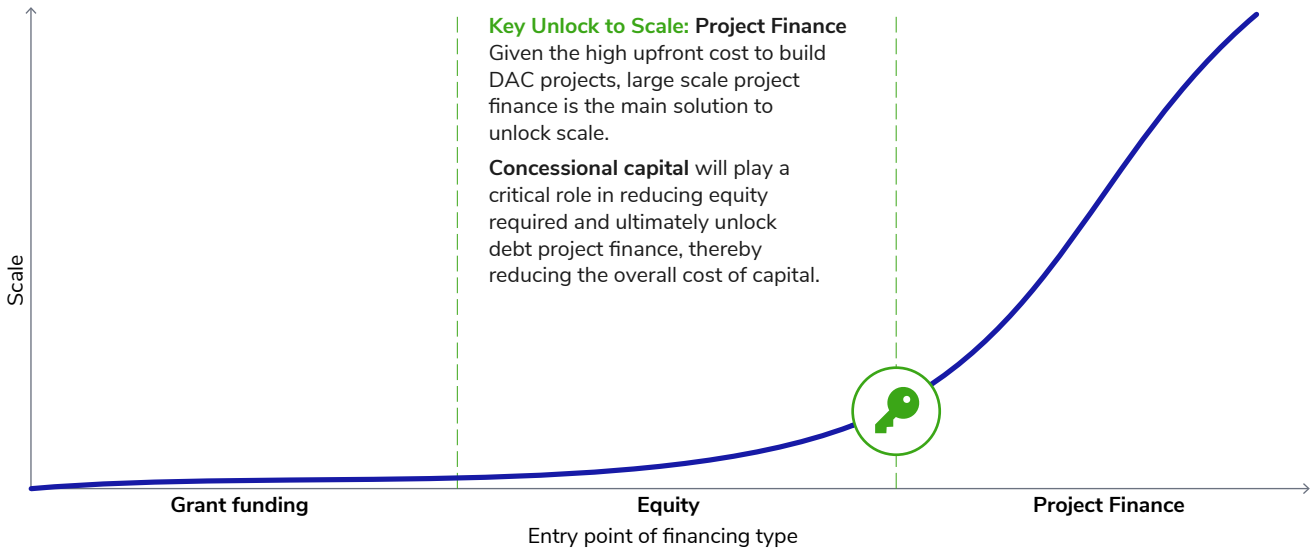 Key Unlock to Scale: Project Finance
Given the high upfront cost to build
DAC projects, large scale project
finance is the main solution to
unlock scale.
Concessional capital will play a
critical role in reducing equity
required and ultimately unlock
debt project finance, thereby
reducing the overall cost of capital.
Scale
Grant funding
Equity
Project Finance
Entry point of financing type